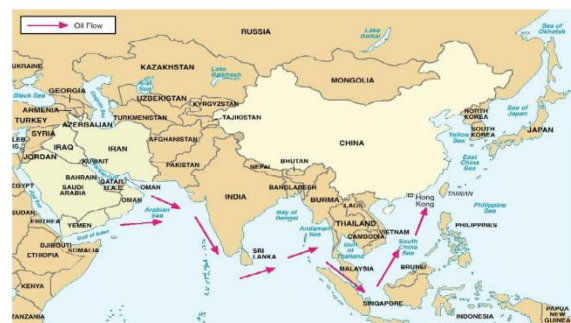 Oil Flow
RUSSIA
Sea of
Okhotsk
Lake
Baikal
UKRAINE
KAZAKHSTAN
MONGOLIA
Aral
Sea
Lake
Balkhash
GEORGIA
Black Sea
Caspian Sea
UZBEKISTAN
KYRGYZSTAN
ARMENIA
AZERBAIJAN
TURKMENISTAN
TAJIKISTAN
TURKEY
NORTH
KOREA
Sea of
Japan
SYRIA
LEB.
IS.
SOUTH
KOREA
JAPAN
IRAQ
IRAN
AFGHANISTAN
CHINA
Yellow
Sea
JORDAN
KUWAIT
PAKISTAN
East
China
Sea
BAHRAIN
QATAR
U.A.E.
OMAN
NEPAL
BHUTAN
EGYPT
SAUDI
ARABIA
OMAN
INDIA
BANGLADESH
BURMA
Hong
Kong
TAIWAN
Red Sea
LAOS
SUDAN
ERITREA
YEMEN
Arabian
Sea
Bay of
Bengal
THAILAND
VIETNAM
Philippine
Sea
Gulf of Aden
Andaman
Sea
CAMBODIA
South
China
Sea
PHILIPPINES
DJIBOUTI
SOMALIA
ETHIOPIA
SRI
LANKA
Gulf
of
Thailand
MALAYSIA
BRUNEI
KENYA
SINGAPORE
TANZANIA
INDONESIA
PAPUA
NEW
GUINEA